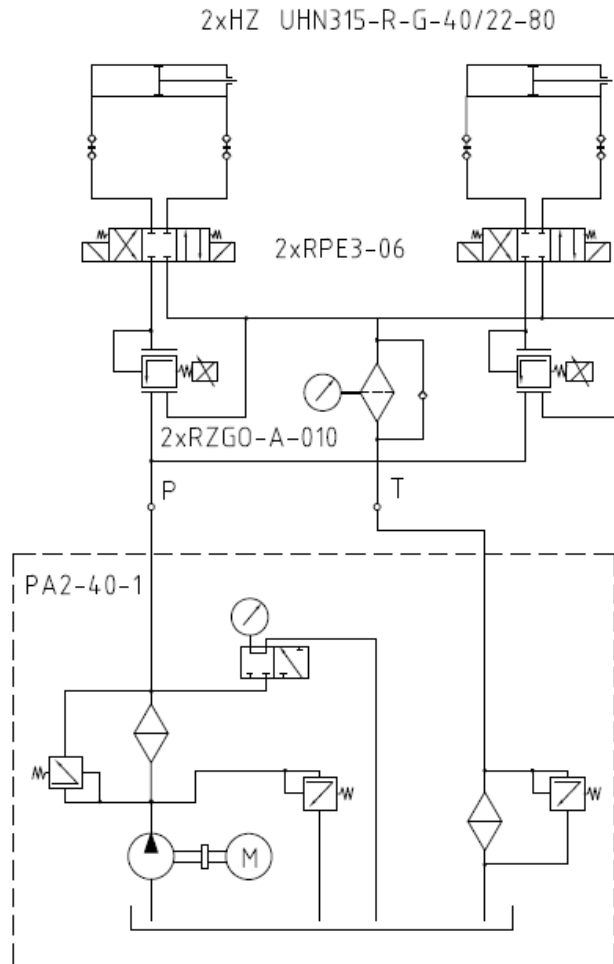 2xHZ UHN315-R-G-40/22-80
2xRPE3-06
2xRZGO-A-010
P
T
PA2-40-1
M